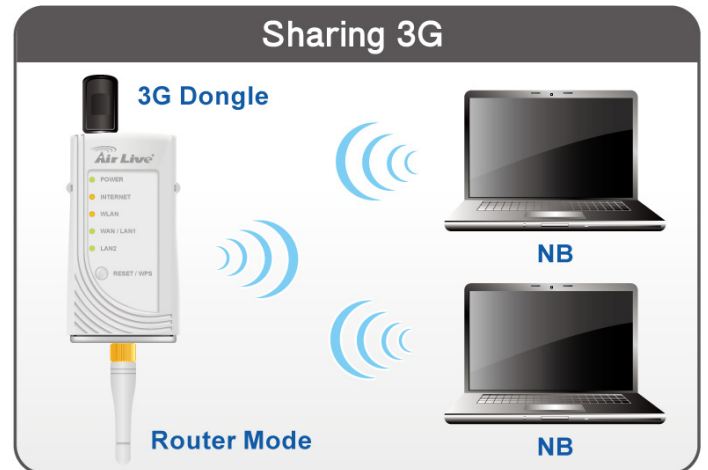 Sharing 3G
3G Dongle
Air Live
POWER
INTERNET
WLAN
WAN / LAN1
LAN2
RESET / WPS
Router Mode
NB
NB